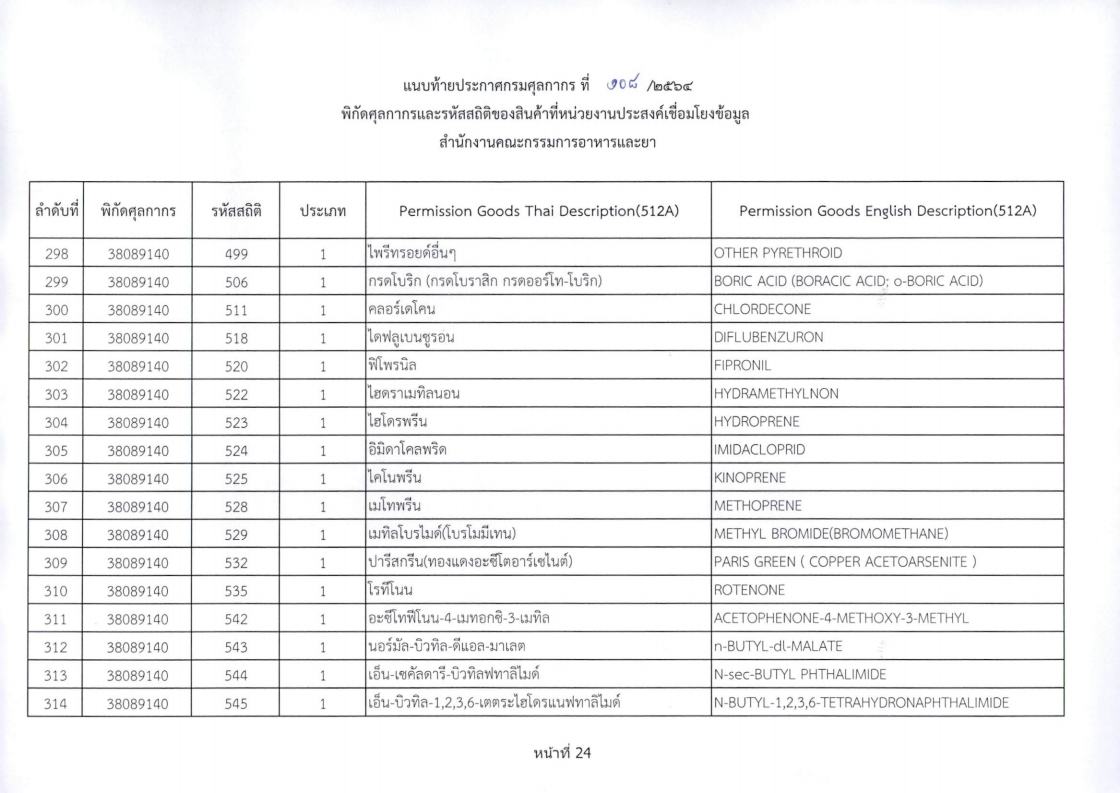 แนบท้ายประกาศกรมศุลกากร ที่ ๑๐๘ /๒๕๖๔
พิกัดศุลกากรและรหัสสถิติของสินค้าที่หน่วยงานประสงค์เชื่อมโยงข้อมูล
สำนักงานคณะกรรมการอาหารและยา
ลำดับที่ พิกัดศุลกากร รหัสสถิติ ประเภท Permission Goods Thai Description(512A) Permission Goods English Description(512A)
298 38089140 499 1 ไพรีทรอยด์อื่นๆ OTHER PYRETHROID
299 38089140 506 1 กรดโบริก (กรดโบราสิก กรดออร์โท-โบริก) BORIC ACID (BORACIC ACID; o-BORIC ACID)
300 38089140 511 1 คลอร์เดโคน CHLORDECONE
301 38089140 518 1 ไดฟลูเบนซูรอน DIFLUBENZURON
302 38089140 520 1 ฟิโพรนิล FIPRONIL
303 38089140 522 1 ไฮดราเมทิลนอน HYDRAMETHYLNON
304 38089140 523 1 ไฮโดรพรีน HYDROPRENE
305 38089140 524 1 อิมิดาโคลพริด IMIDACLOPRID
306 38089140 525 1 ไคโนพรีน KINOPRENE
307 38089140 528 1 เมโทพรีน METHOPRENE
308 38089140 529 1 เมทิลโบรไมด์(โบรโมมีเทน) METHYL BROMIDE(BROMOMETHANE)
309 38089140 532 1 ปารีสกรีน(ทองแดงอะซีโตอาร์เซไนต์) PARIS GREEN ( COPPER ACETOARSENITE )
310 38089140 535 1 โรทีโนน ROTENONE
311 38089140 542 1 อะซีโทฟีโนน-4-เมทอกซิ-3-เมทิล ACETOPHENONE-4-METHOXY-3-METHYL
312 38089140 543 1 นอร์มัล-บิวทิล-ดีแอล-มาเลต n-BUTYL-dl-MALATE
313 38089140 544 1 เอ็น-เซคัลดารี-บิวทิลฟทาลิไมด์ N-sec-BUTYL PHTHALIMIDE
314 38089140 545 1 เอ็น-บิวทิล-1,2,3,6-เตตระไฮโดรแนฟทาลิไมด์ N-BUTYL-1,2,3,6-TETRAHYDRONAPHTHALIMIDE
หน้าที่ 24